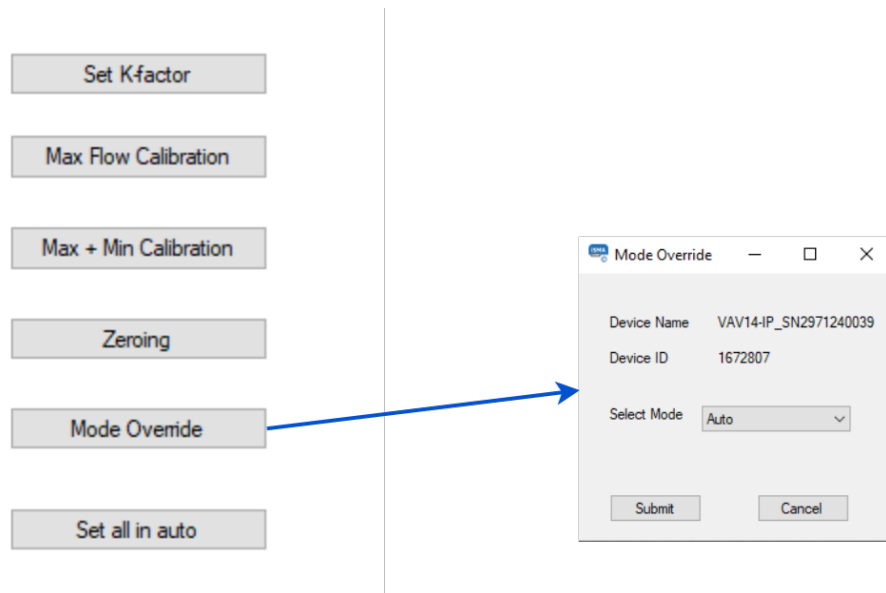 Set K-factor
Max Flow Calibration
Max + Min Calibration
Zeroing
Mode Override
Set all in auto
iSMA Mode Override
Device Name VAV14-IP_SN2971240039
Device ID 1672807
Select Mode Auto
Submit Cancel